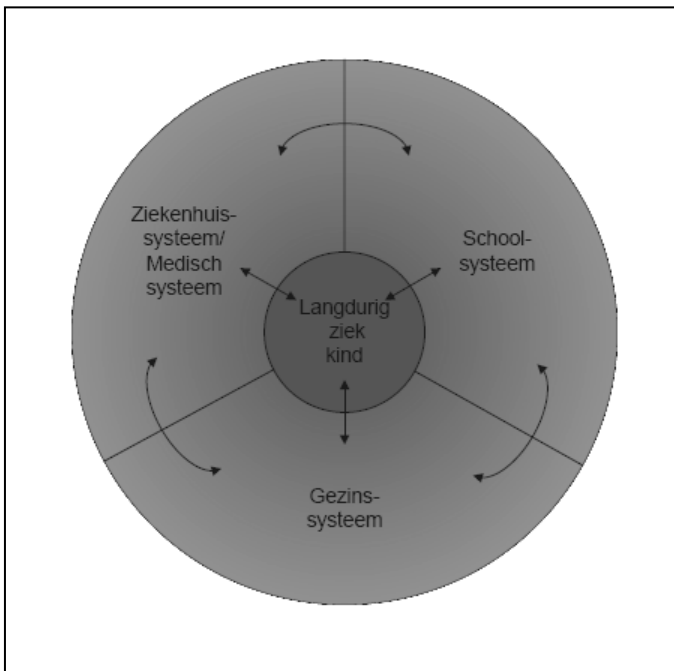 Ziekenhuis-
systeem/
Medisch
systeem
School-
systeem
Langdurig
ziek
kind
Gezins-
systeem